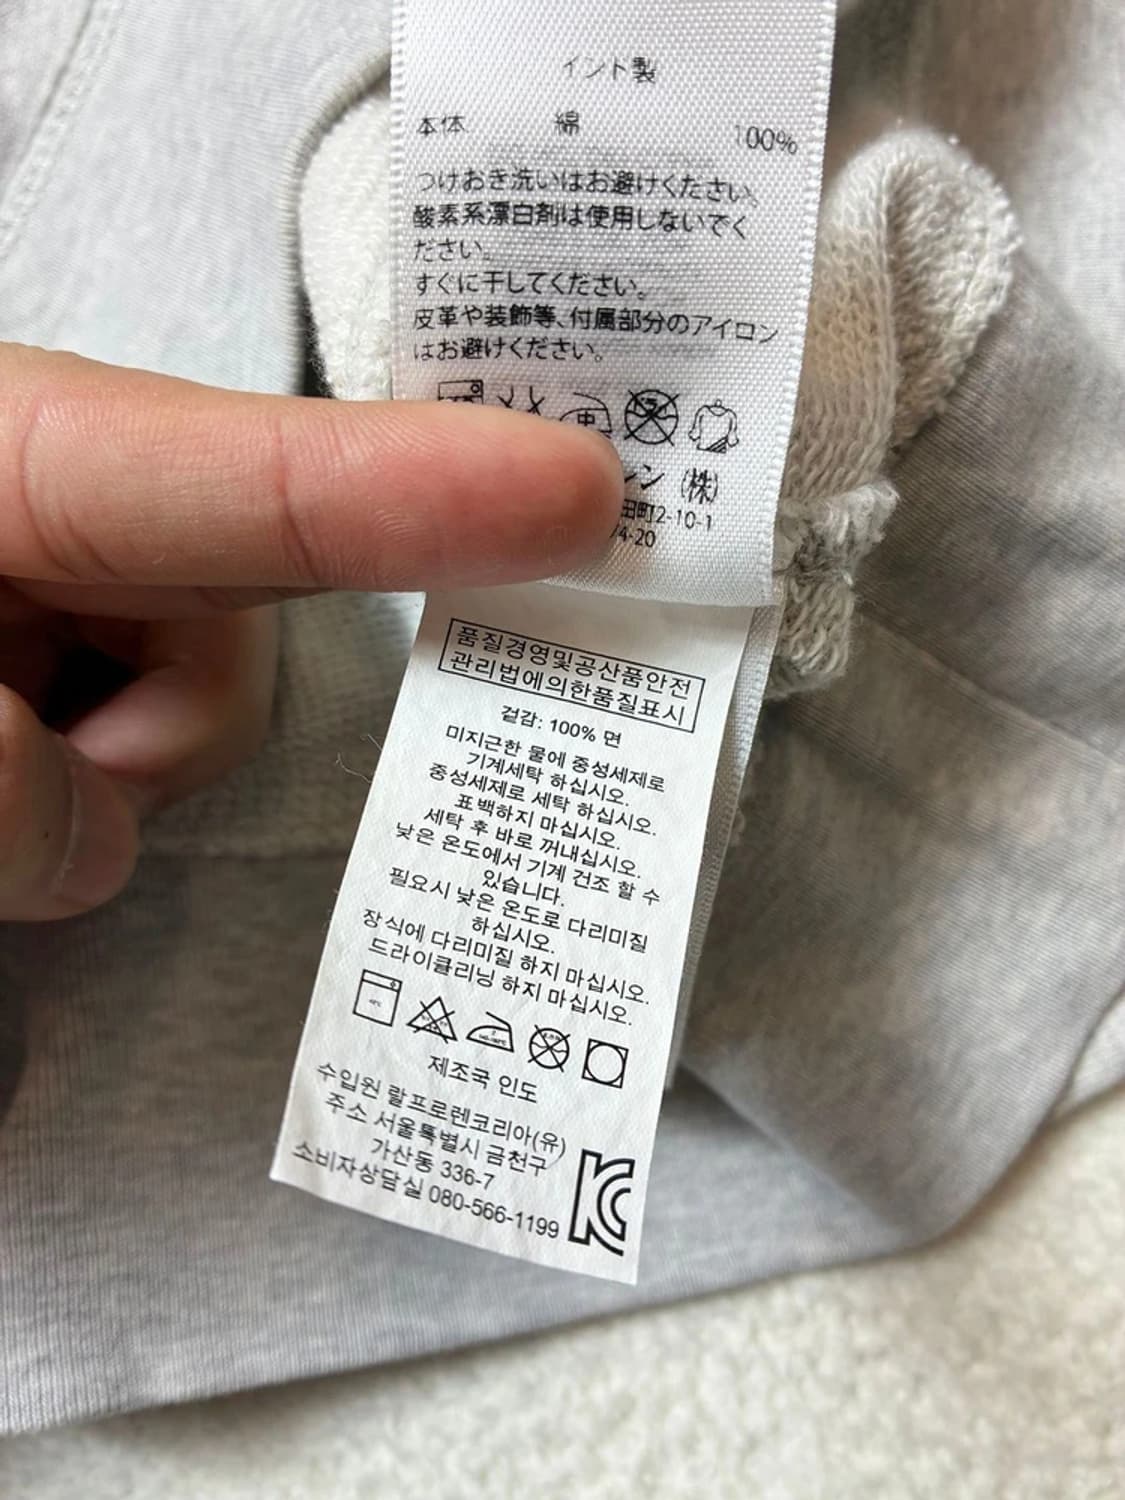 インド製
本体 綿 100%
つけおき洗いはお避けください。
酸素系漂白剤は使用しないでく
ださい。
すぐに干してください。
皮革や装飾等、付属部分のアイロン
はお避けください。
中
レン (株)
田町2-10-1
4-20
품질경영및공산품안전
관리법에의한품질표시
겉감: 100% 면
미지근한 물에 중성세제로
기계세탁 하십시오.
중성세제로 세탁 하십시오.
표백하지 마십시오.
세탁 후 바로 꺼내십시오.
낮은 온도에서 기계 건조 할 수
있습니다.
필요시 낮은 온도로 다리미질
하십시오.
장식에 다리미질 하지 마십시오.
드라이클리닝 하지 마십시오.
제조국 인도
수입원 랄프로렌코리아(유)
주소 서울특별시 금천구
가산동 336-7
소비자상담실 080-566-1199